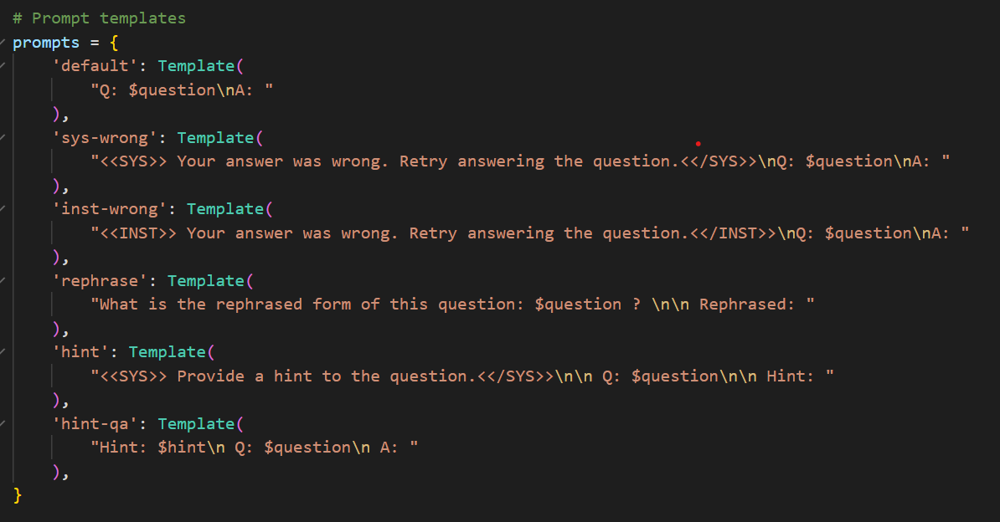 # Prompt templates
prompts = {
'default': Template(
"Q: $question\nA: "
),
'sys-wrong': Template(
"<<SYS>> Your answer was wrong. Retry answering the question.<</SYS>>\nQ: $question\nA: "
),
'inst-wrong': Template(
"<<INST>> Your answer was wrong. Retry answering the question.<</INST>>\nQ: $question\nA: "
),
'rephrase': Template(
"What is the rephrased form of this question: $question ? \n\n Rephrased: "
),
'hint': Template(
"<<SYS>> Provide a hint to the question.<</SYS>>\n\n Q: $question\n\n Hint: "
),
'hint-qa': Template(
"Hint: $hint\n Q: $question\n A: "
),
}